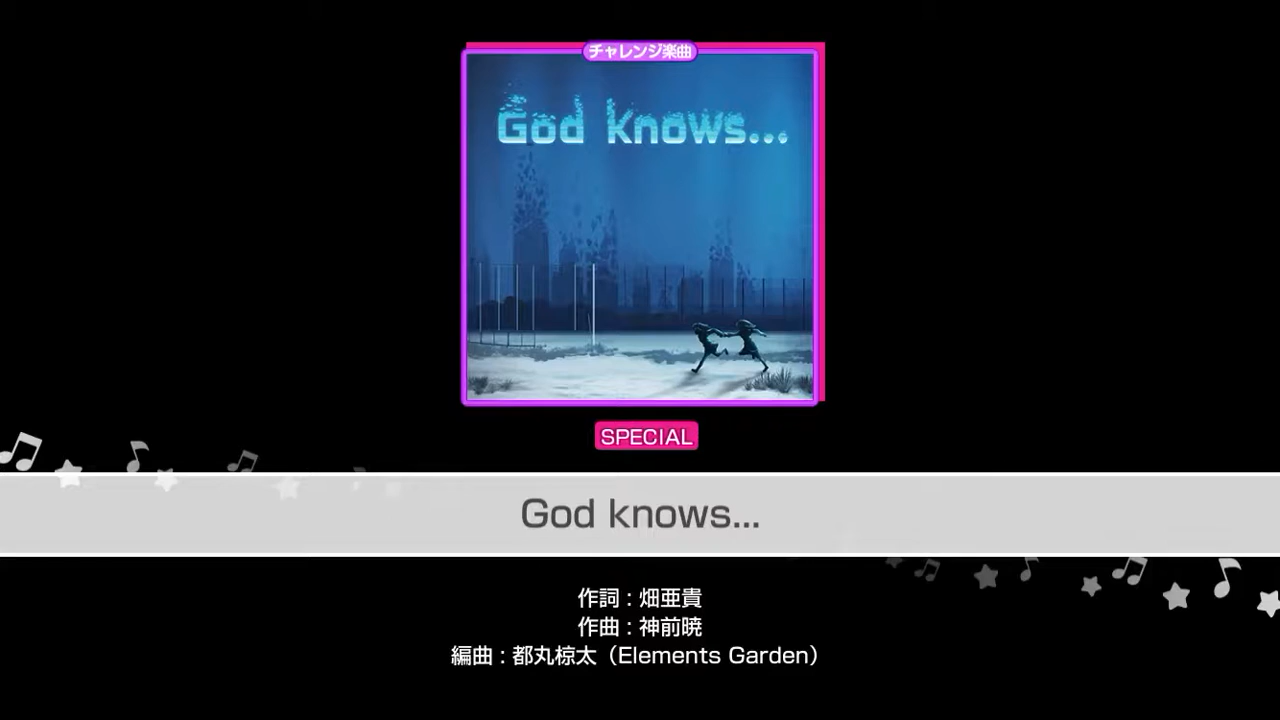 チャレンジ楽曲
God knows...
SPECIAL
God knows...
作詞：畑亜貴
作曲：神前暁
編曲：都丸椋太（Elements Garden）